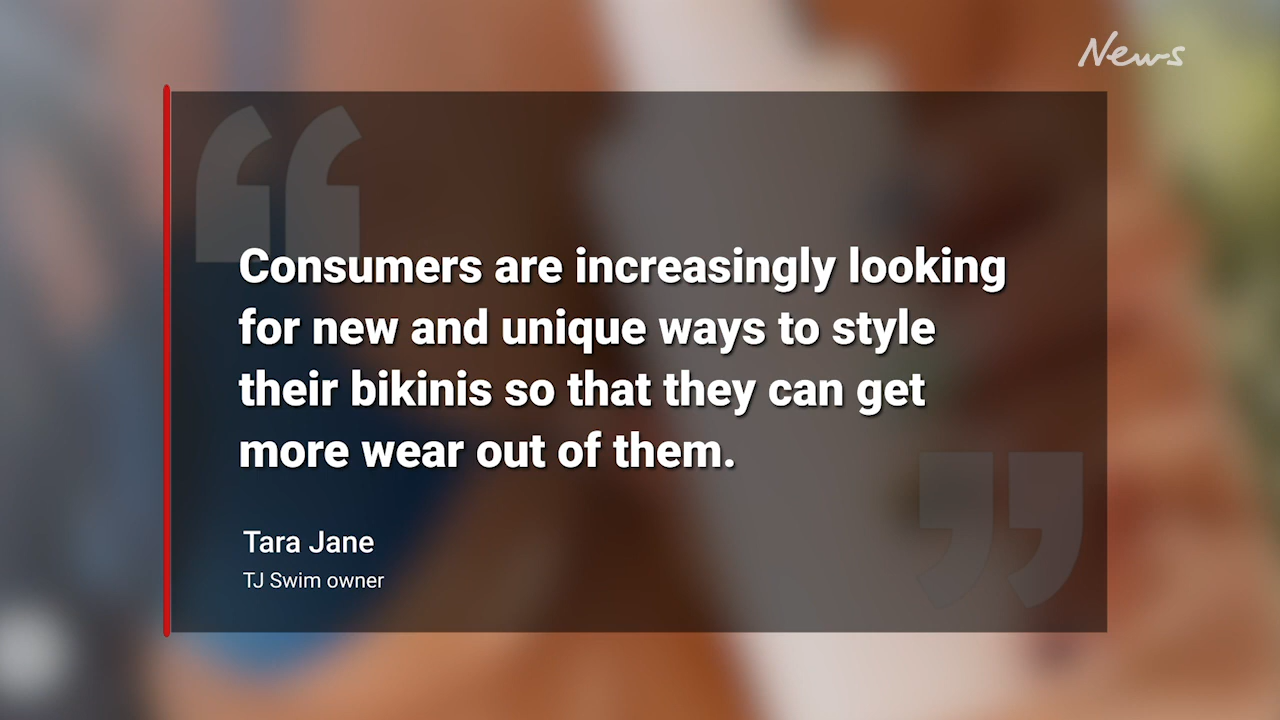 News
“
Consumers are increasingly looking
for new and unique ways to style
their bikinis so that they can get
more wear out of them.
”
Tara Jane
TJ Swim owner